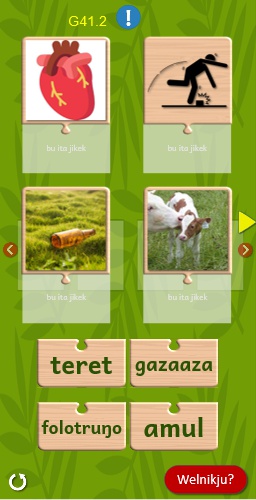 G41.2
bu ita jikek
bu ita jikek
bu ita jikek
bu ita jikek
teret
gazaaza
folotruŋo
amul
Welnikju?